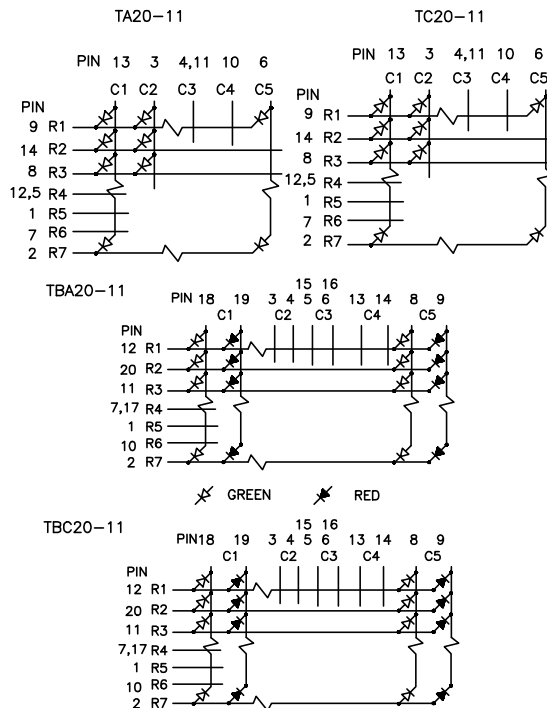 TA20-11
PIN 13 3 4,11 10 6
C1 C2 C3 C4 C5
PIN
9 R1
14 R2
8 R3
12,5 R4
1 R5
7 R6
2 R7
TC20-11
PIN 13 3 4,11 10 6
C1 C2 C3 C4 C5
PIN
9 R1
14 R2
8 R3
12,5 R4
1 R5
7 R6
2 R7
TBA20-11
15 16
PIN 18 19 3 4 5 6 13 14 8 9
C1 C2 C3 C4 C5
PIN
12 R1
20 R2
11 R3
7,17 R4
1 R5
10 R6
2 R7
GREEN RED
TBC20-11
15 16
PIN18 19 3 4 5 6 13 14 8 9
C1 C2 C3 C4 C5
PIN
12 R1
20 R2
11 R3
7,17 R4
1 R5
10 R6
2 R7